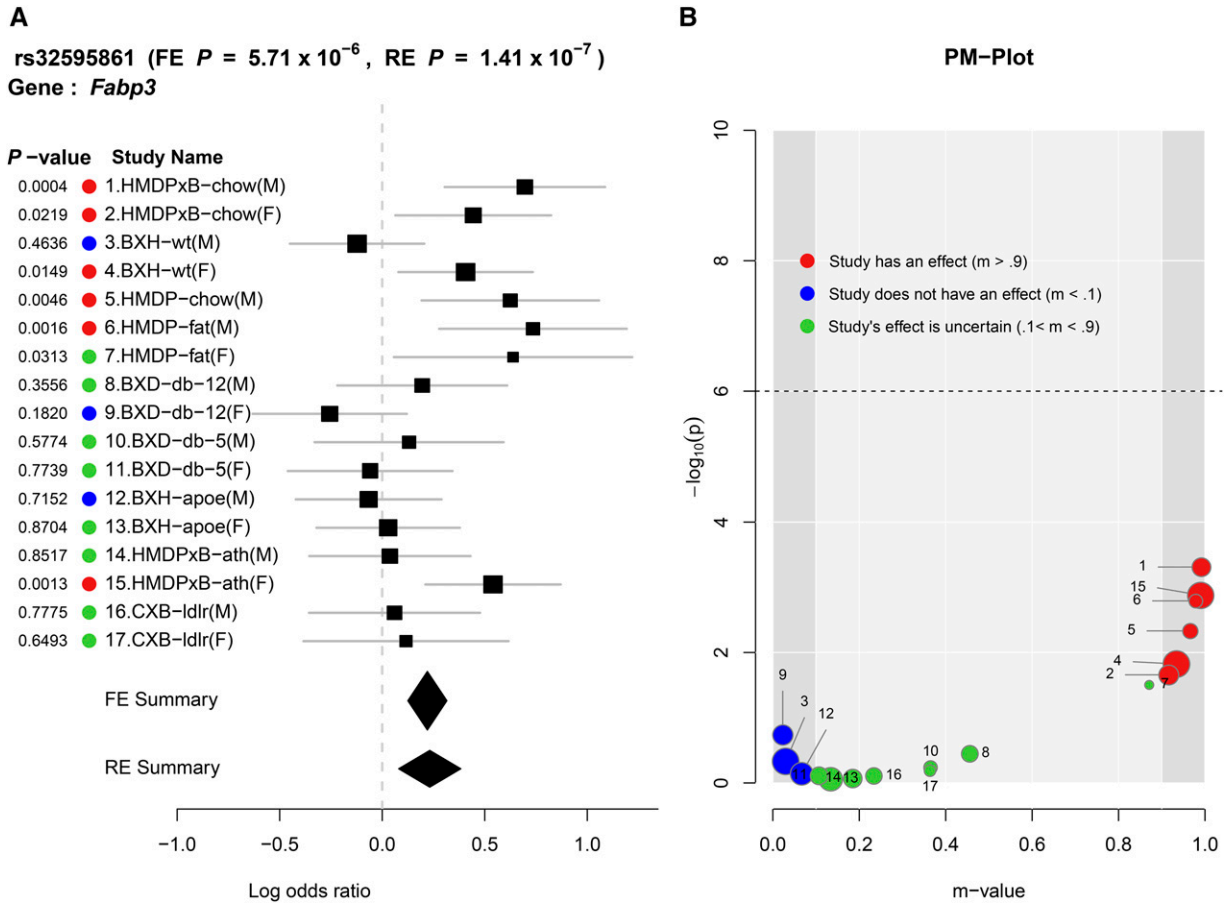 A
rs32595861 (FE P = 5.71 x 10⁻⁶ , RE P = 1.41 x 10⁻⁷ )
Gene : Fabp3
P −value Study Name
0.0004 1.HMDPxB−chow(M)
0.0219 2.HMDPxB−chow(F)
0.4636 3.BXH−wt(M)
0.0149 4.BXH−wt(F)
0.0046 5.HMDP−chow(M)
0.0016 6.HMDP−fat(M)
0.0313 7.HMDP−fat(F)
0.3556 8.BXD−db−12(M)
0.1820 9.BXD−db−12(F)
0.5774 10.BXD−db−5(M)
0.7739 11.BXD−db−5(F)
0.7152 12.BXH−apoe(M)
0.8704 13.BXH−apoe(F)
0.8517 14.HMDPxB−ath(M)
0.0013 15.HMDPxB−ath(F)
0.7775 16.CXB−ldlr(M)
0.6493 17.CXB−ldlr(F)
FE Summary
RE Summary
−1.0 −0.5 0.0 0.5 1.0
Log odds ratio
B
PM−Plot
10
8
6
4
2
0
−log₁₀(p)
Study has an effect (m > .9)
Study does not have an effect (m < .1)
Study's effect is uncertain (.1< m < .9)
1
15
6
5
4
2
7
9
3
12
11
14
13
16
10
17
8
0.0 0.2 0.4 0.6 0.8 1.0
m−value